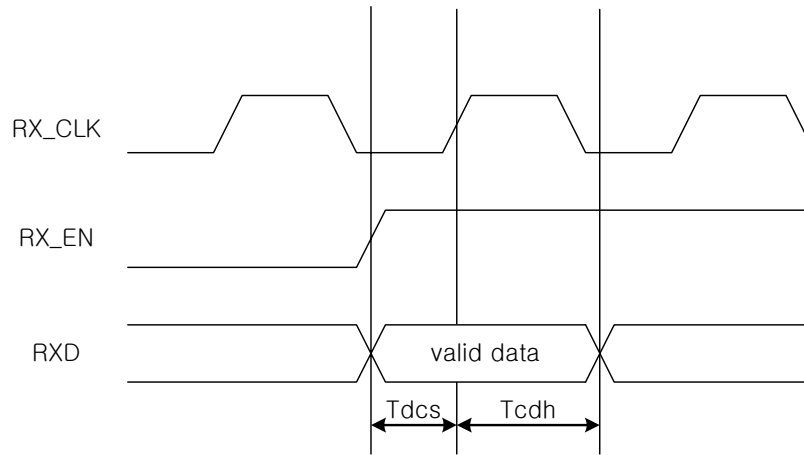 RX_CLK
RX_EN
RXD
valid data
Tdcs
Tcdh